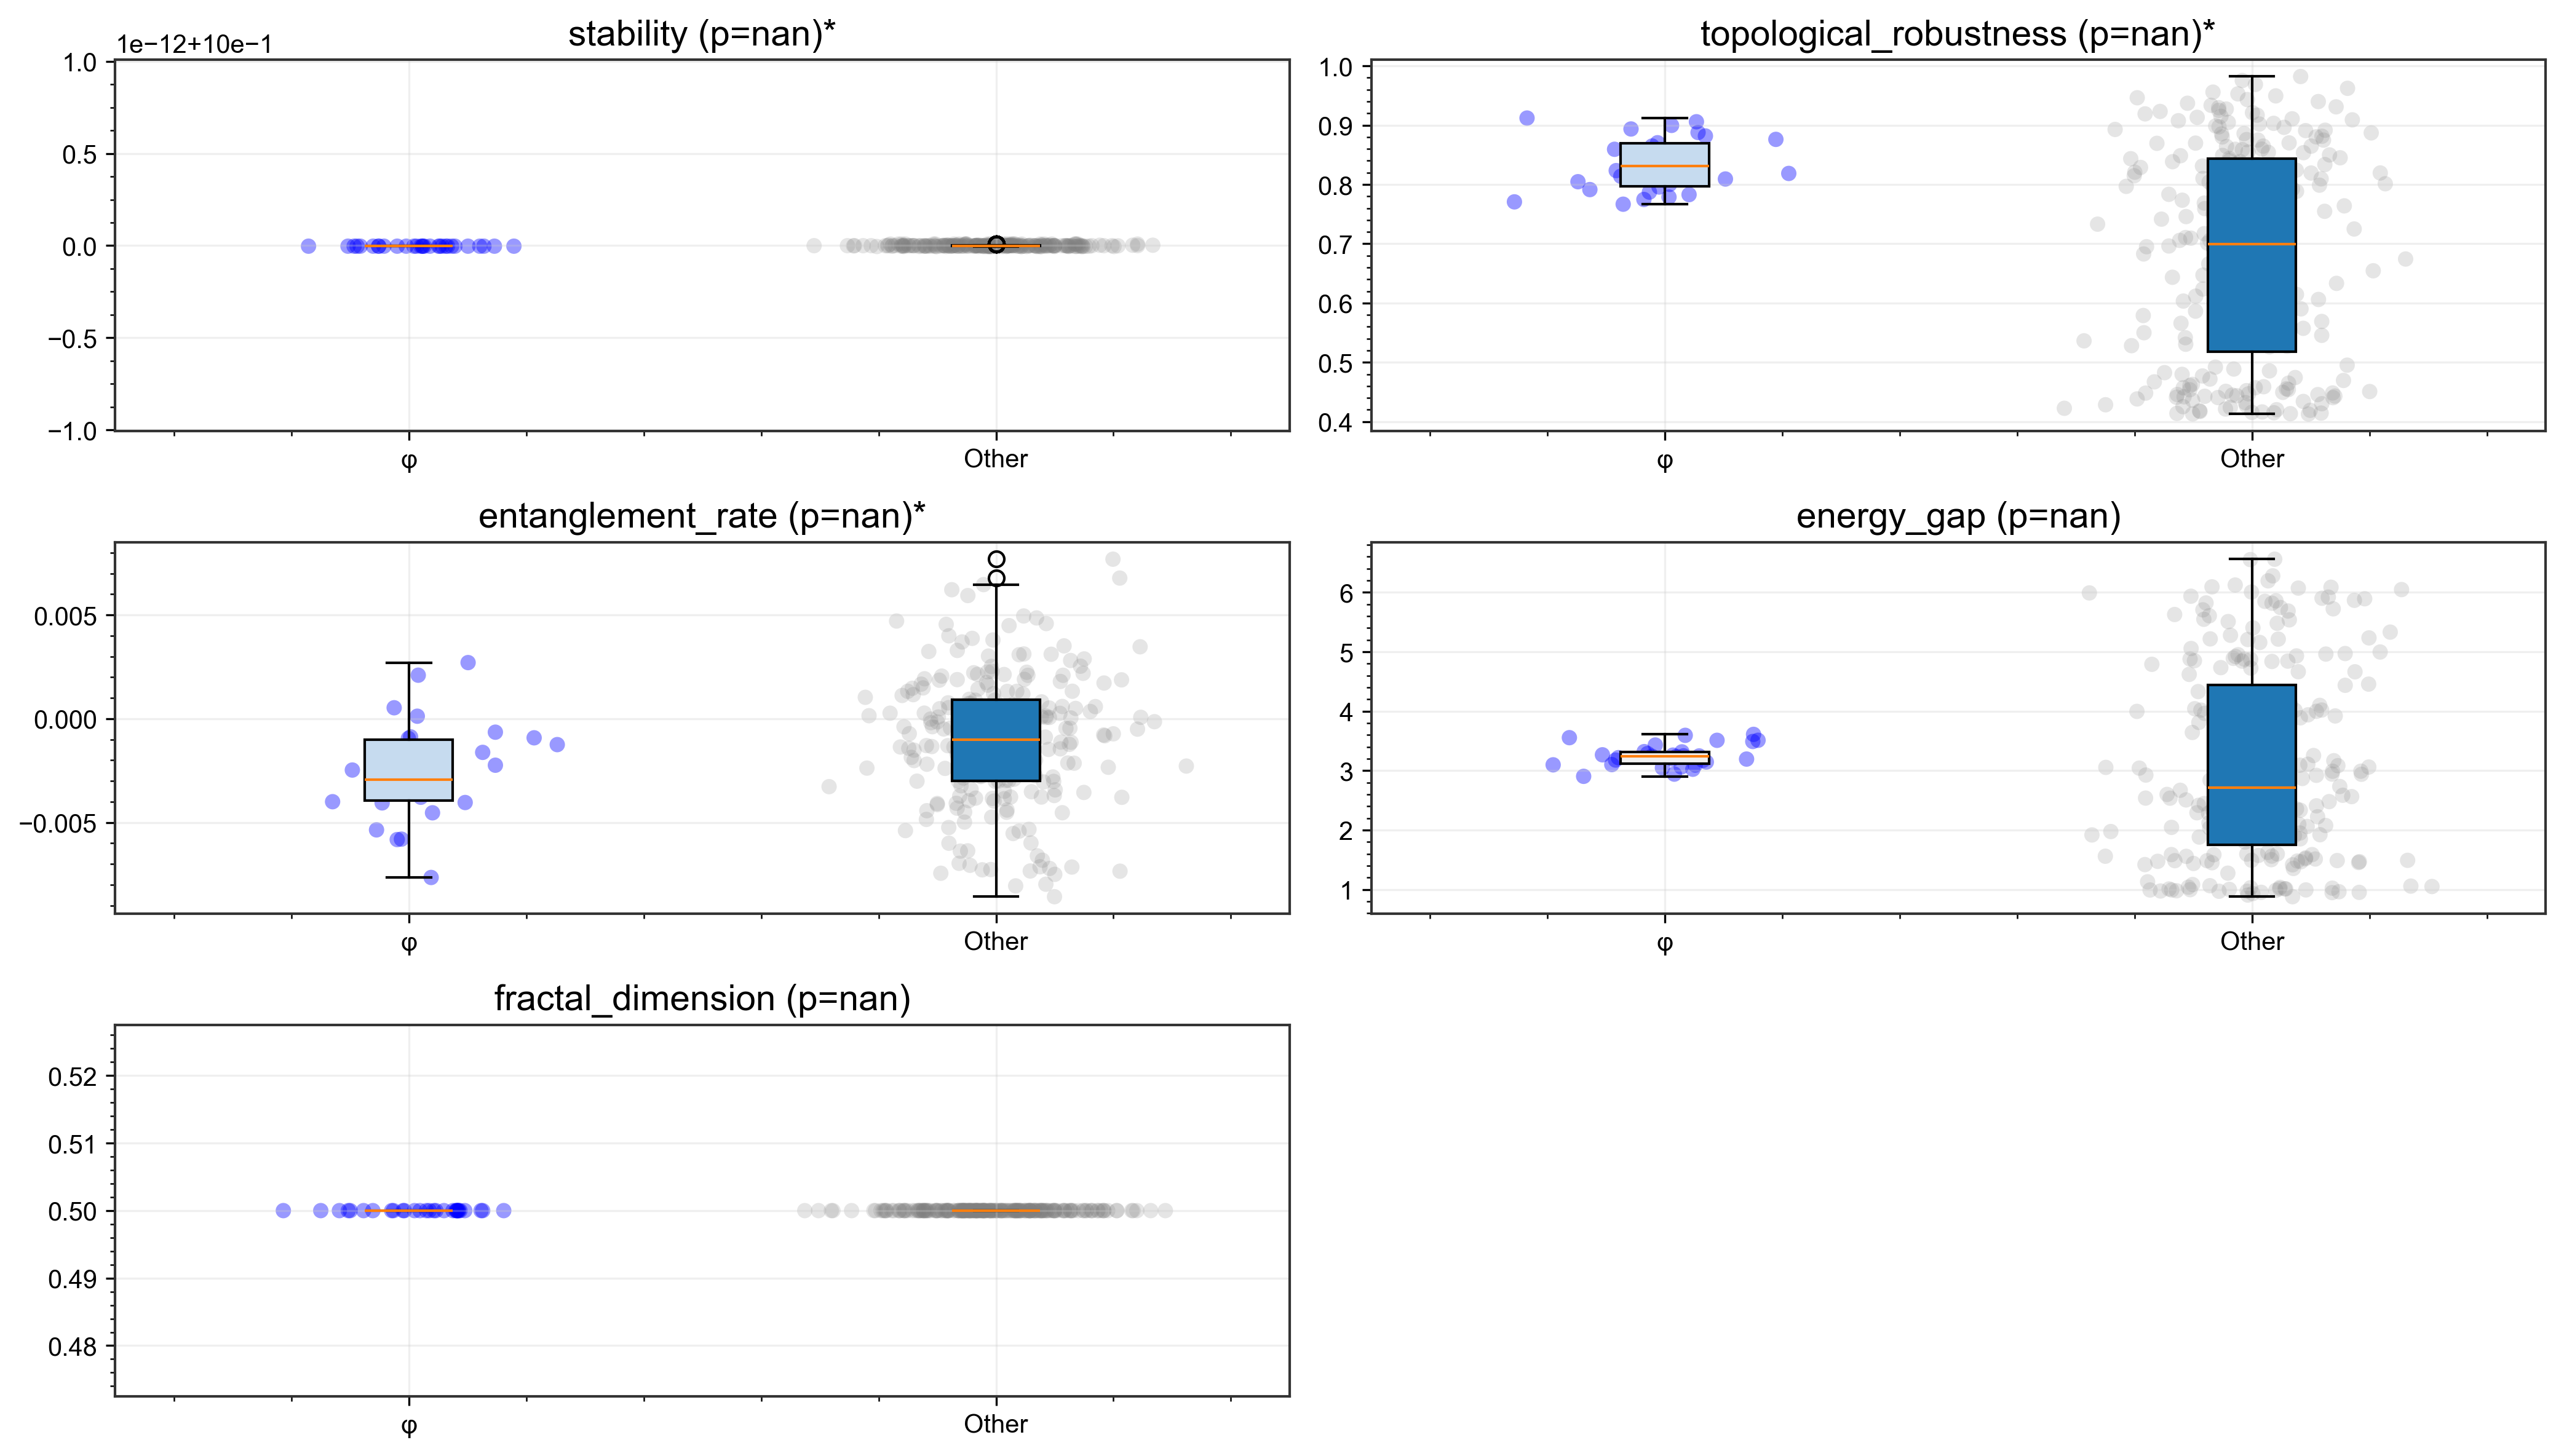 stability (p=nan)*
1e−12+10e−1
1.0
0.5
0.0
−0.5
−1.0
φ
Other
topological_robustness (p=nan)*
1.0
0.9
0.8
0.7
0.6
0.5
0.4
φ
Other
entanglement_rate (p=nan)*
0.005
0.000
−0.005
φ
Other
energy_gap (p=nan)
6
5
4
3
2
1
φ
Other
fractal_dimension (p=nan)
0.52
0.51
0.50
0.49
0.48
φ
Other